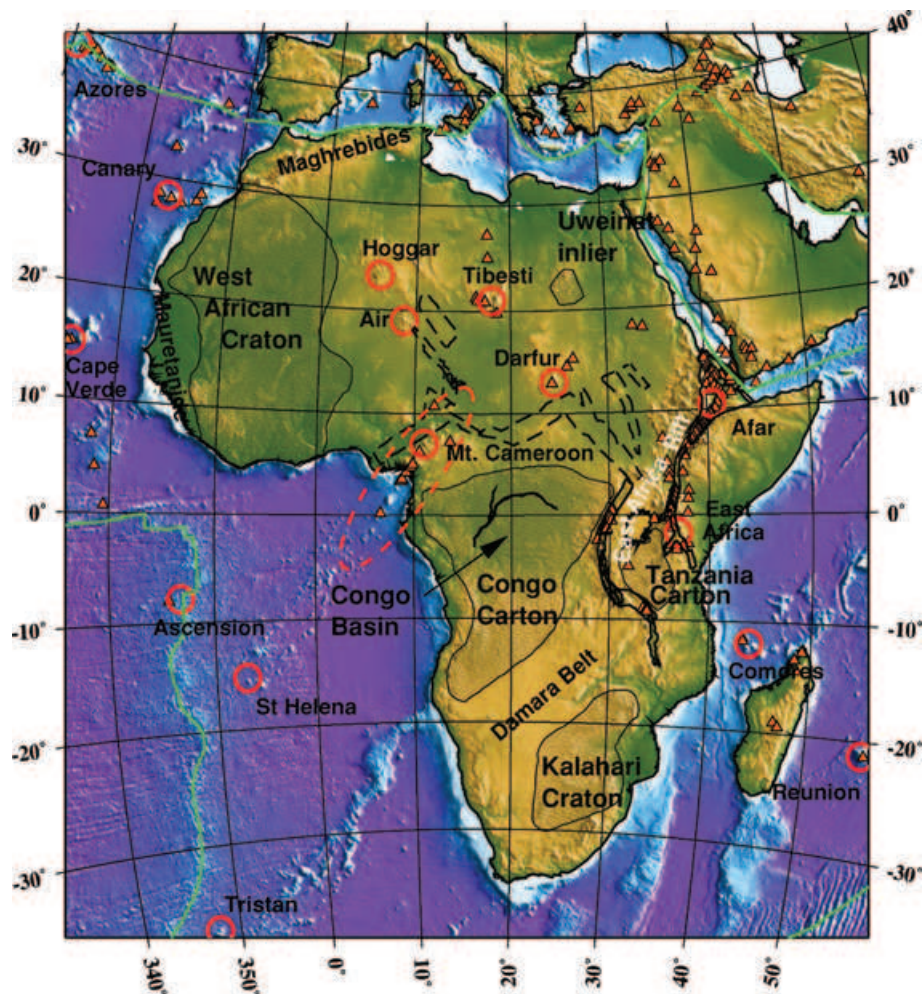 40°
Azores
30°
30°
Maghrebides
Canary
Uweinat
inlier
Hoggar
20°
Tibesti
20°
West
African
Craton
Air
Mauretanide
Darfur
Cape
Verde
10°
10°
Afar
Mt. Cameroon
East African Rift
0°
0°
East
Africa
Congo
Basin
Congo
Carton
Tanzania
Carton
-10°
Ascension
-10°
Comores
St Helena
Damara Belt
-20°
-20°
Kalahari
Craton
Reunion
-30°
-30°
Tristan
340°
350°
0°
10°
20°
30°
40°
50°